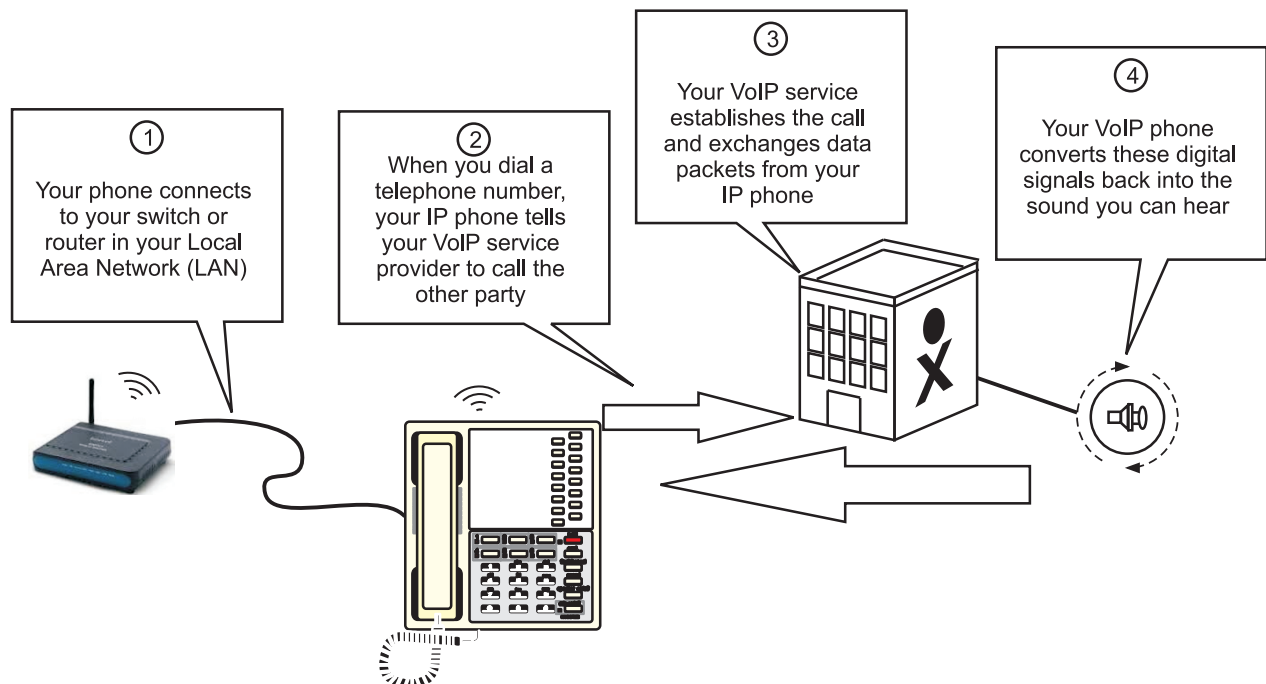 1
Your phone connects
to your switch or
router in your Local
Area Network (LAN)
2
When you dial a
telephone number,
your IP phone tells
your VoIP service
provider to call the
other party
3
Your VoIP service
establishes the call
and exchanges data
packets from your
IP phone
4
Your VoIP phone
converts these digital
signals back into the
sound you can hear